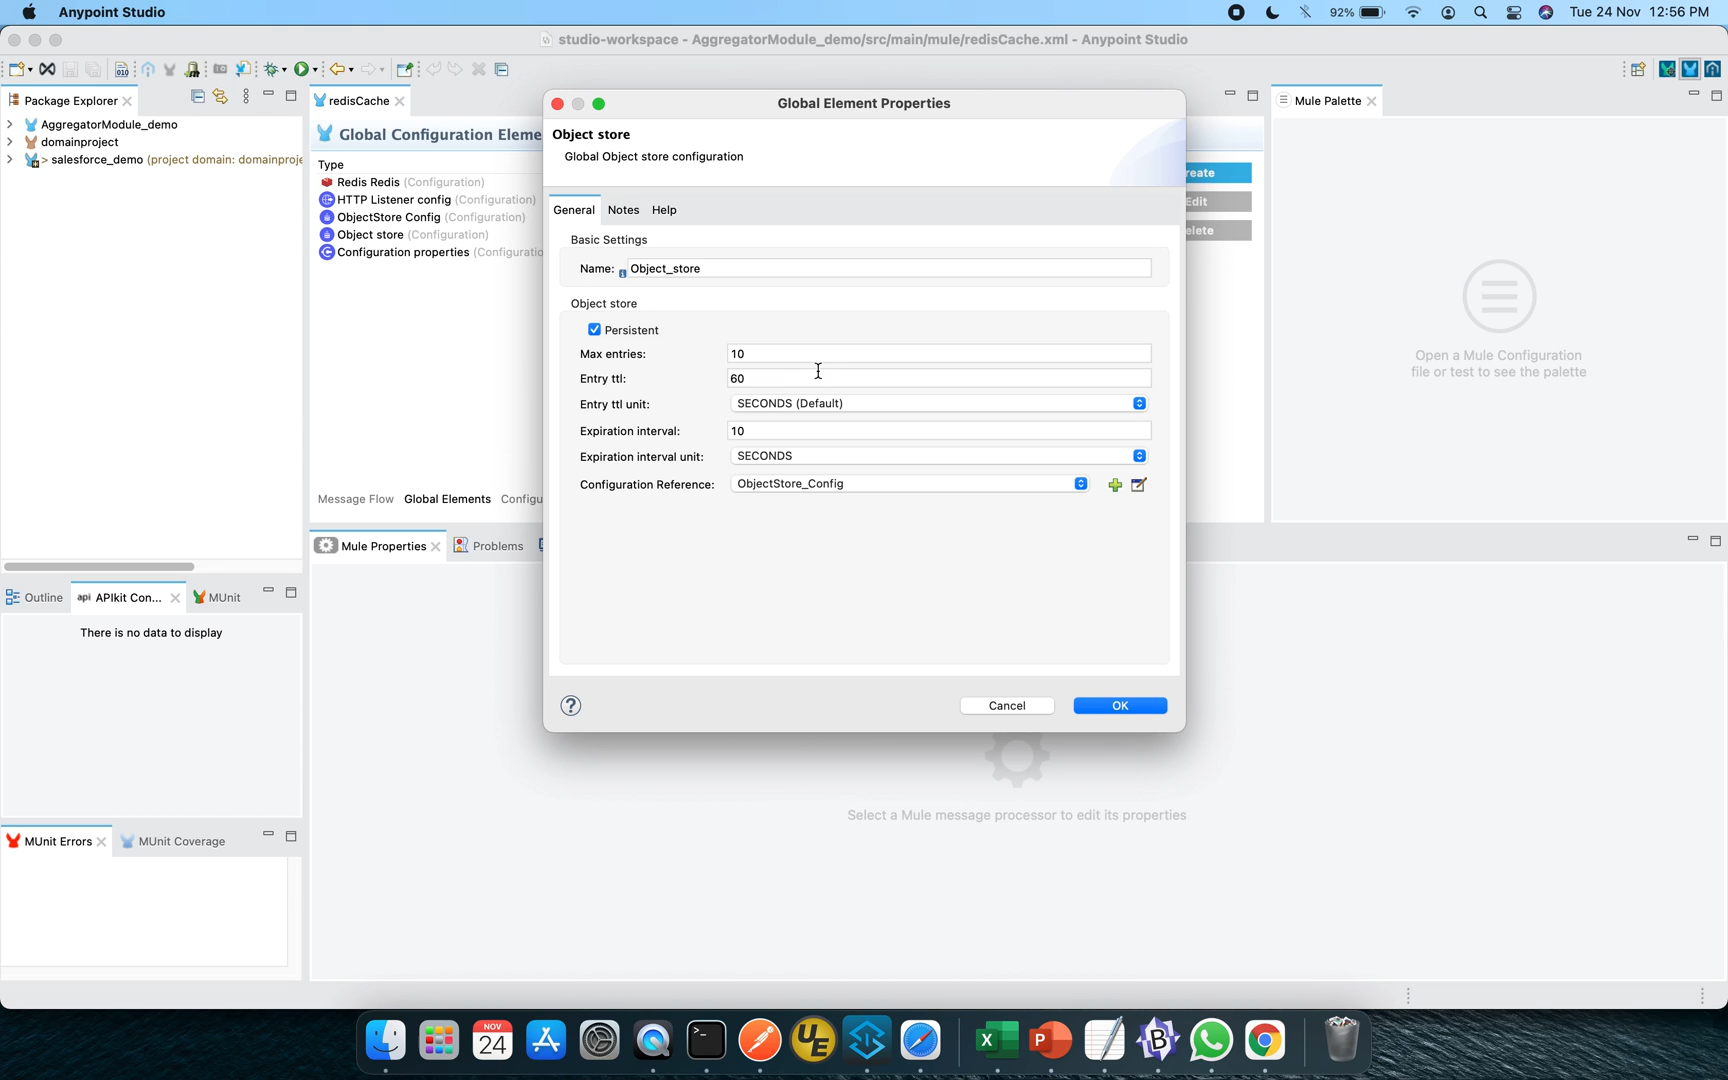 Anypoint Studio
92%
Tue 24 Nov 12:56 PM
studio-workspace - AggregatorModule_demo/src/main/mule/redisCache.xml - Anypoint Studio
010
Package Explorer
redisCache
Mule Palette
AggregatorModule_demo
domainproject
> salesforce_demo (project domain: domainproje
Global Configuration Eleme
Type
Redis Redis (Configuration)
HTTP Listener config (Configuration)
ObjectStore Config (Configuration)
Object store (Configuration)
Configuration properties (Configuratio
Message Flow Global Elements Configu
reate
Edit
elete
Open a Mule Configuration
file or test to see the palette
Global Element Properties
Object store
Global Object store configuration
General Notes Help
Basic Settings
Name: Object_store
Object store
Persistent
Max entries: 10
Entry ttl: 60
Entry ttl unit: SECONDS (Default)
Expiration interval: 10
Expiration interval unit: SECONDS
Configuration Reference: ObjectStore_Config
? Cancel OK
Mule Properties Problems
Select a Mule message processor to edit its properties
Outline api APIkit Con... MUnit
There is no data to display
MUnit Errors MUnit Coverage
NOV
24
UE
X
P
B